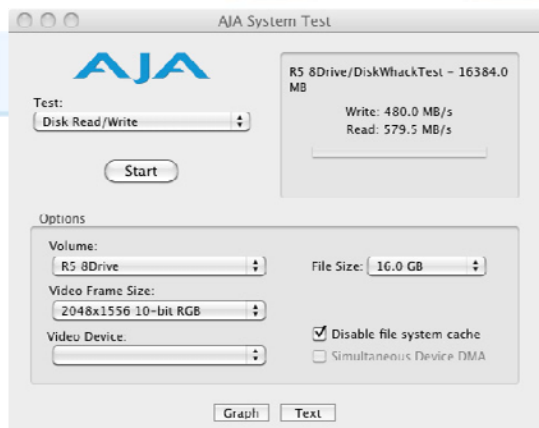 AJA System Test
AJA
R5 8Drive/DiskWhackTest - 16384.0
MB
Write: 480.0 MB/s
Read: 579.5 MB/s
Test:
Disk Read/Write
Start
Options
Volume:
R5 8Drive
File Size: 16.0 GB
Video Frame Size:
2048x1556 10-bit RGB
Video Device:
Disable file system cache
Simultaneous Device DMA
Graph
Text